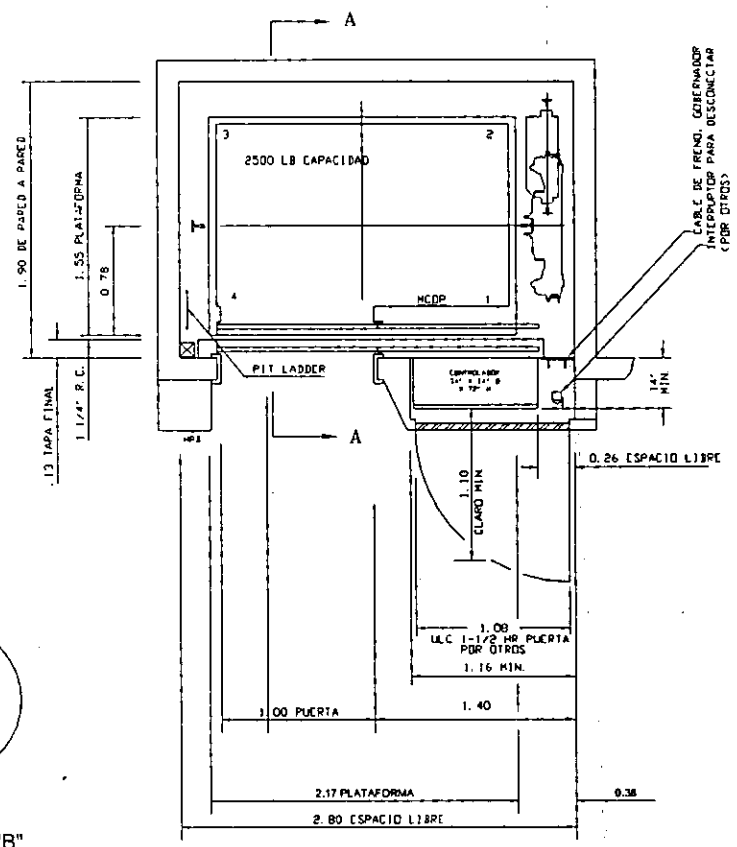 A
3
2
2500 LB CAPACIDAD
1.90 DE PARED A PARED
1.55 PLATAFORMA
0.78
CABLE DE FRENO, GOBERNADOR
INTERRUPTOR PARA DESCONECTAR
(POR OTROS)
4
MCOP
1
PIT LADDER
CONTROLADOR
14" MIN.
.13 TAPA FINAL
1 1/4" R.C.
A
0.26 ESPACIO LIBRE
1.10
CLARO MIN
1.08
ULC 1-1/2 HR PUERTA
POR OTROS
1.16 MIN.
1.00 PUERTA
1.40
2.17 PLATAFORMA
0.38
2.80 ESPACIO LIBRE
"B"